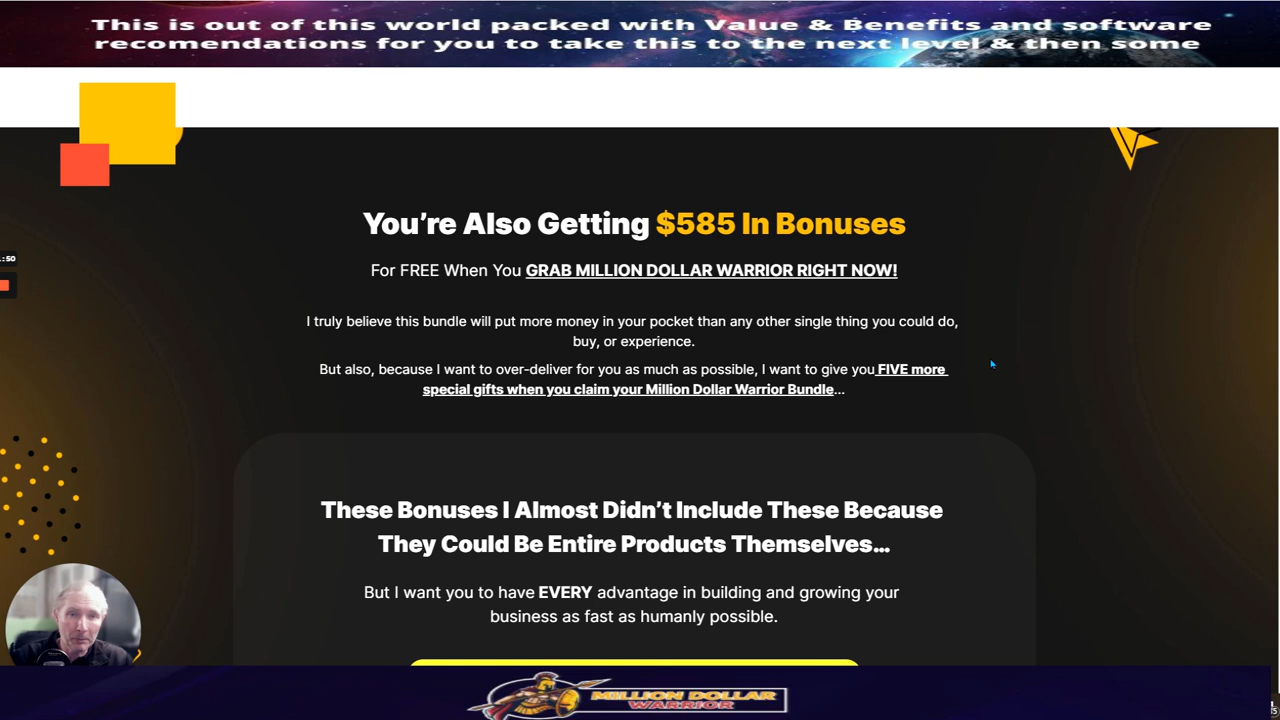 This is out of this world packed with Value & Benefits and software
recomendations for you to take this to the next level & then some
You're Also Getting $585 In Bonuses
For FREE When You GRAB MILLION DOLLAR WARRIOR RIGHT NOW!
:50
I truly believe this bundle will put more money in your pocket than any other single thing you could do,
buy, or experience.
But also, because I want to over-deliver for you as much as possible, I want to give you FIVE more
special gifts when you claim your Million Dollar Warrior Bundle...
These Bonuses I Almost Didn't Include These Because
They Could Be Entire Products Themselves...
But I want you to have EVERY advantage in building and growing your
business as fast as humanly possible.
MILLION DOLLAR
WARRIOR